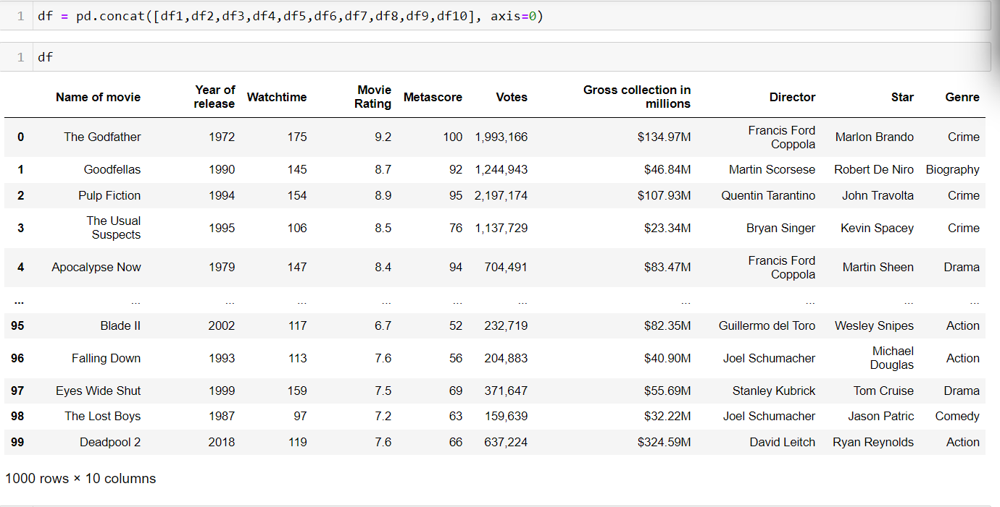 1 df = pd.concat([df1,df2,df3,df4,df5,df6,df7,df8,df9,df10], axis=0)
1 df
Name of movie Year of release Watchtime Movie Rating Metascore Votes Gross collection in millions Director Star Genre
0 The Godfather 1972 175 9.2 100 1,993,166 $134.97M Francis Ford Coppola Marlon Brando Crime
1 Goodfellas 1990 145 8.7 92 1,244,943 $46.84M Martin Scorsese Robert De Niro Biography
2 Pulp Fiction 1994 154 8.9 95 2,197,174 $107.93M Quentin Tarantino John Travolta Crime
3 The Usual Suspects 1995 106 8.5 76 1,137,729 $23.34M Bryan Singer Kevin Spacey Crime
4 Apocalypse Now 1979 147 8.4 94 704,491 $83.47M Francis Ford Coppola Martin Sheen Drama
... ... ... ... ... ... ... ... ... ... ...
95 Blade II 2002 117 6.7 52 232,719 $82.35M Guillermo del Toro Wesley Snipes Action
96 Falling Down 1993 113 7.6 56 204,883 $40.90M Joel Schumacher Michael Douglas Action
97 Eyes Wide Shut 1999 159 7.5 69 371,647 $55.69M Stanley Kubrick Tom Cruise Drama
98 The Lost Boys 1987 97 7.2 63 159,639 $32.22M Joel Schumacher Jason Patric Comedy
99 Deadpool 2 2018 119 7.6 66 637,224 $324.59M David Leitch Ryan Reynolds Action
1000 rows × 10 columns